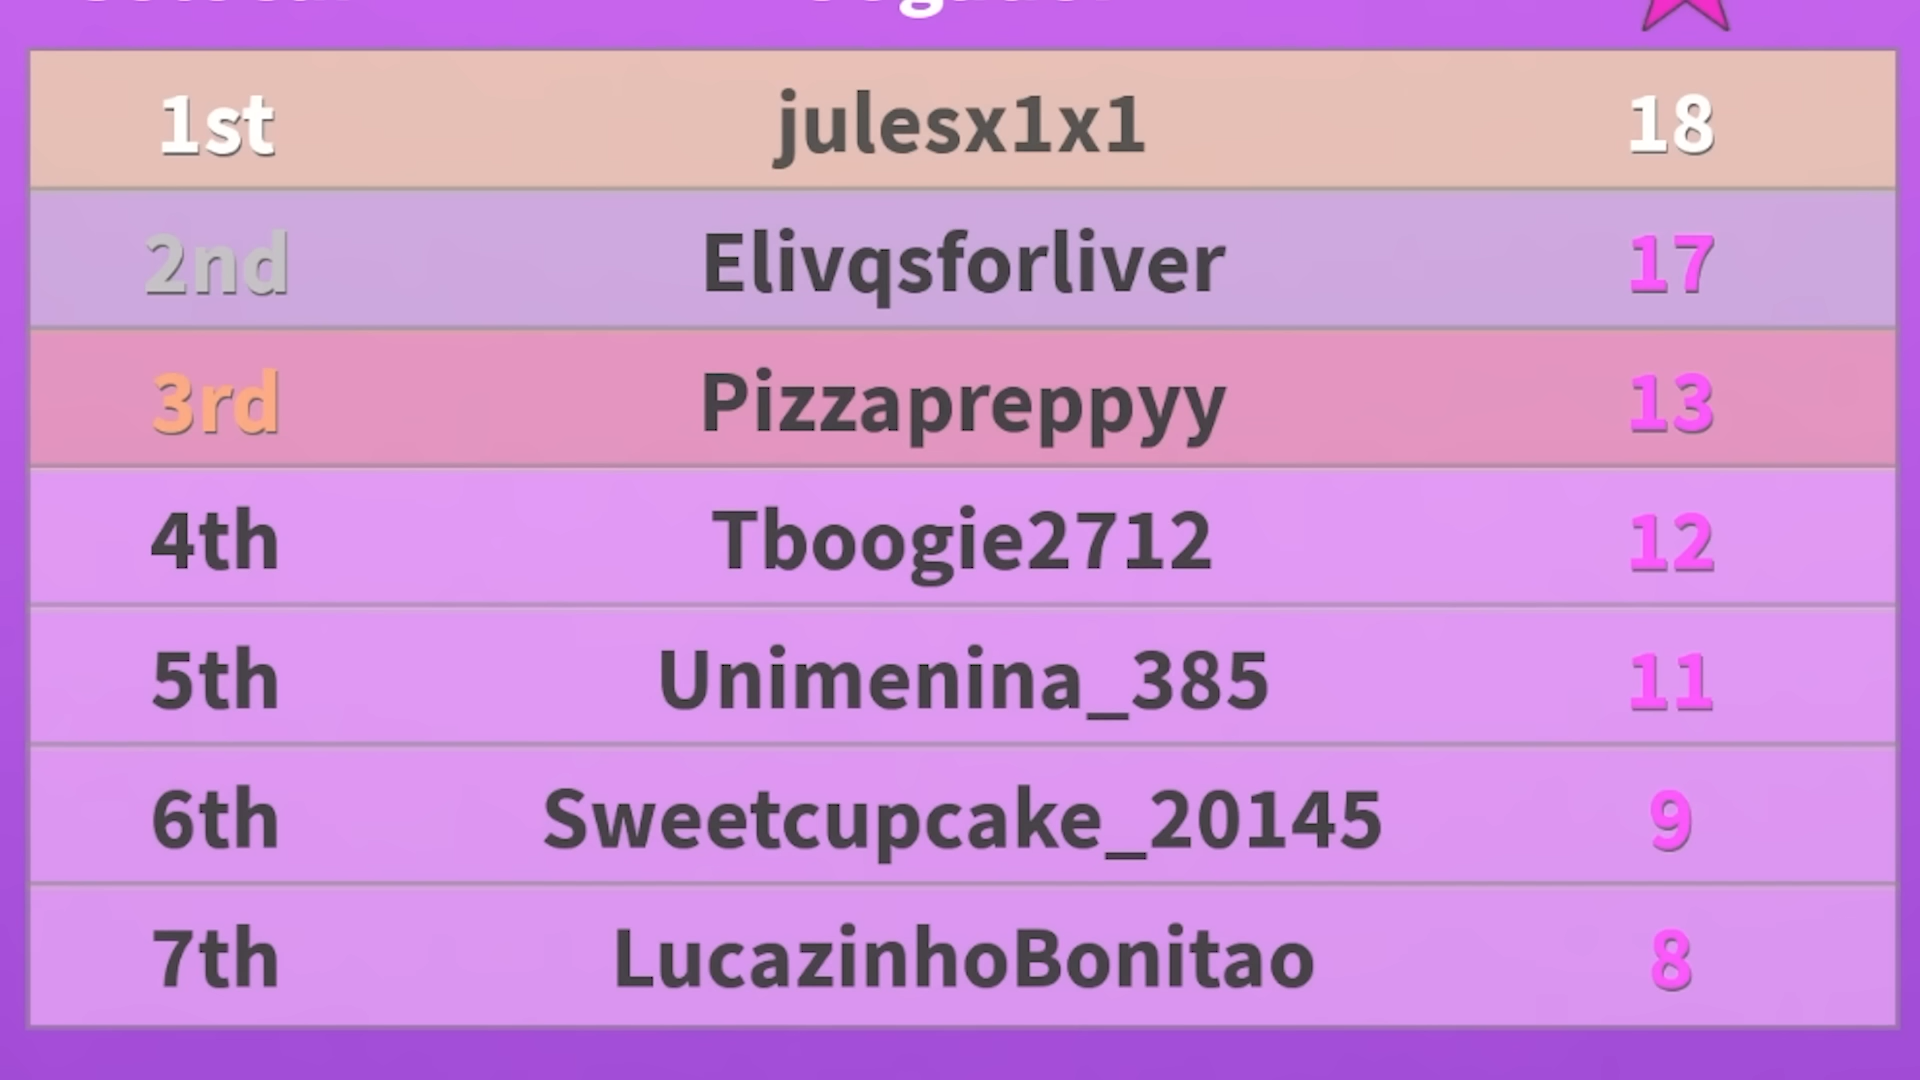 1st julesx1x1 18
2nd Elivqsforliver 17
3rd Pizzapreppyy 13
4th Tboogie2712 12
5th Unimenina_385 11
6th Sweetcupcake_20145 9
7th LucazinhoBonitao 8